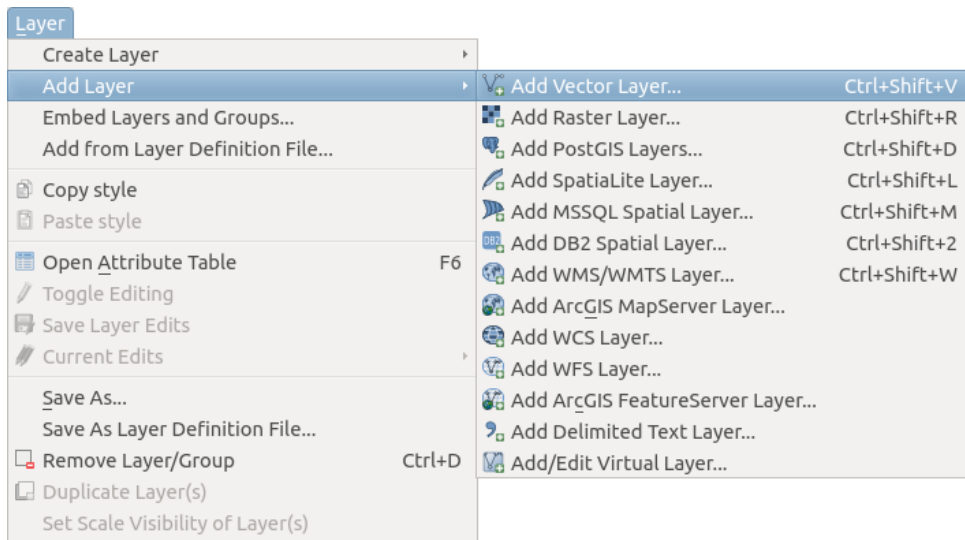 Layer
Create Layer
Add Layer
Embed Layers and Groups...
Add from Layer Definition File...
Copy style
Paste style
Open Attribute Table F6
Toggle Editing
Save Layer Edits
Current Edits
Save As...
Save As Layer Definition File...
Remove Layer/Group Ctrl+D
Duplicate Layer(s)
Set Scale Visibility of Layer(s)
Add Vector Layer... Ctrl+Shift+V
Add Raster Layer... Ctrl+Shift+R
Add PostGIS Layers... Ctrl+Shift+D
Add SpatiaLite Layer... Ctrl+Shift+L
Add MSSQL Spatial Layer... Ctrl+Shift+M
DB2 Add DB2 Spatial Layer... Ctrl+Shift+2
Add WMS/WMTS Layer... Ctrl+Shift+W
Add ArcGIS MapServer Layer...
Add WCS Layer...
Add WFS Layer...
Add ArcGIS FeatureServer Layer...
Add Delimited Text Layer...
Add/Edit Virtual Layer...